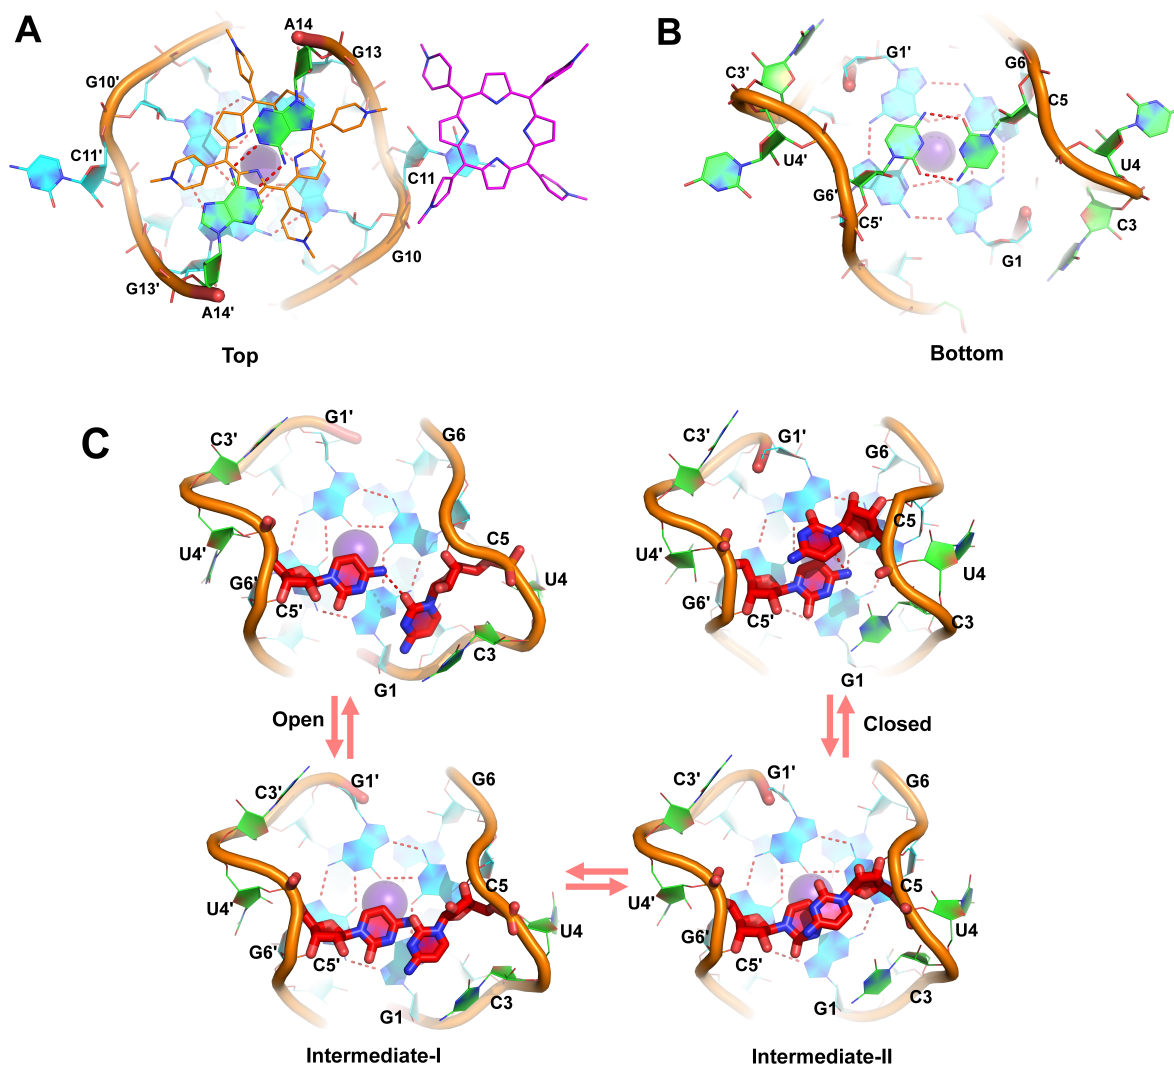 A
A14
G13
G10'
C11'
C11
G10
G13'
A14'
Top
B
G1'
G6
C3'
C5
U4'
U4
G6'
C5'
C3
G1
Bottom
C
G1'
G6
C3'
U4'
C5
U4
G6'
C5'
C3
G1
C3'
G1'
G6
C5
U4'
U4
G6'
C5'
C3
G1
Open
Closed
C3'
G1'
G6
C5
U4'
U4
G6'
C5'
C3
G1
Intermediate-I
C3'
G1'
G6
C5
U4'
U4
G6'
C5'
C3
G1
Intermediate-II